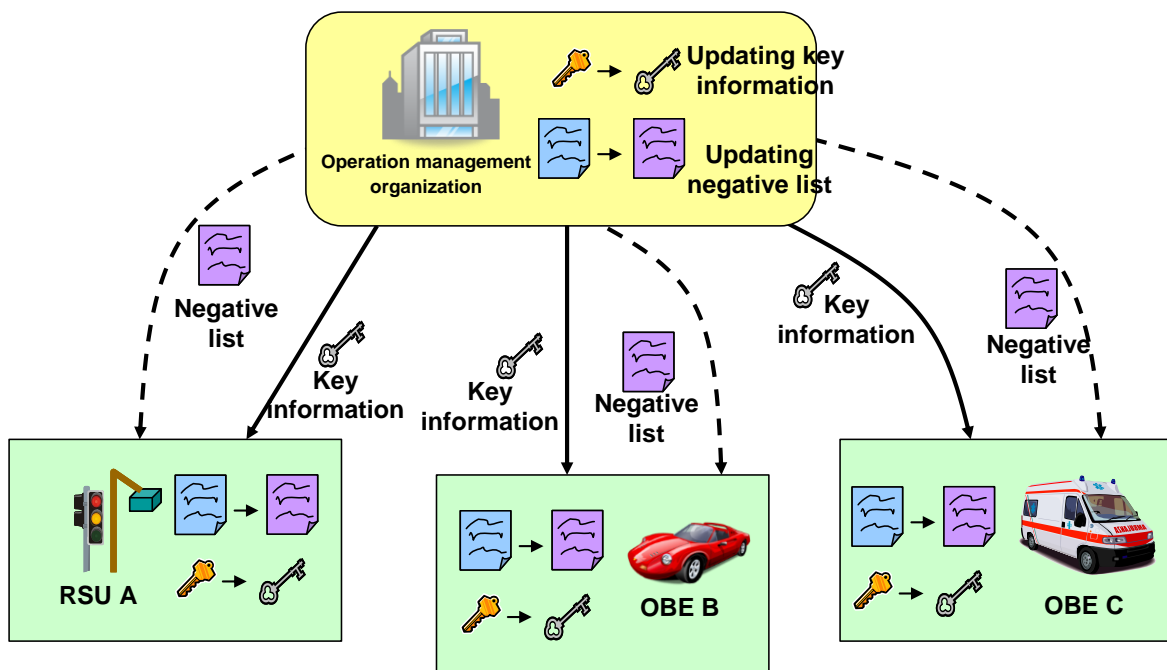 Updating key
information
Operation management
organization
Updating
negative list
Negative
list
Key
information
Key
information
Negative
list
Key
information
Negative
list
RSU A
OBE B
AMBULANZA
OBE C